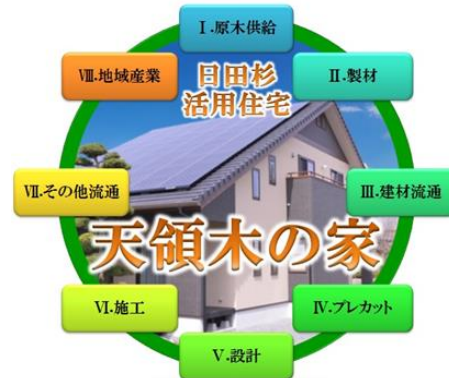 Ⅰ.原木供給
Ⅷ.地域産業
日田杉
活用住宅
Ⅱ.製材
Ⅶ.その他流通
Ⅲ.建材流通
天領木の家
Ⅵ.施工
Ⅳ.プレカット
Ⅴ.設計